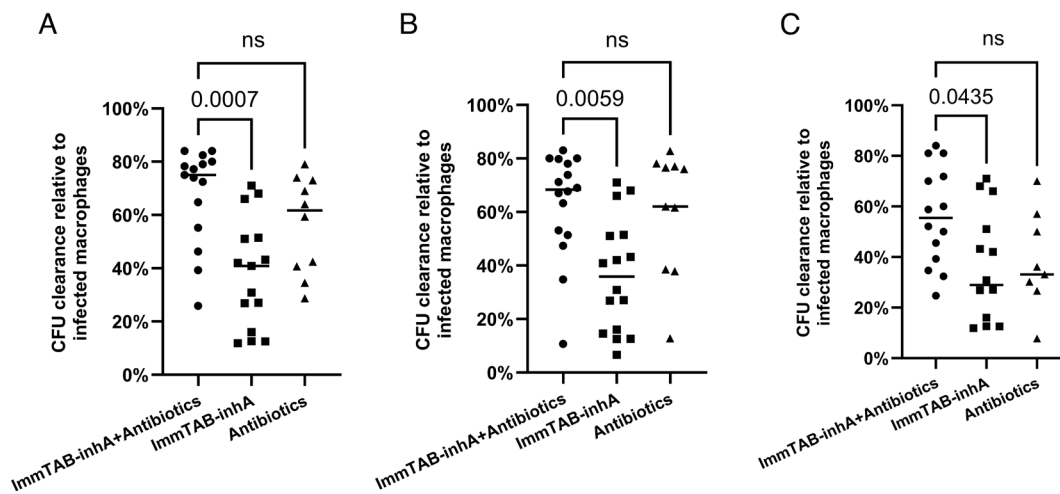 A
ns
0.0007
100%
80%
60%
40%
20%
0%
CFU clearance relative to
infected macrophages
ImmTAB-inhA+Antibiotics
ImmTAB-inhA
Antibiotics
B
ns
0.0059
100%
80%
60%
40%
20%
0%
CFU clearance relative to
infected macrophages
ImmTAB-inhA+Antibiotics
ImmTAB-inhA
Antibiotics
C
ns
0.0435
100%
80%
60%
40%
20%
0%
CFU clearance relative to
infected macrophages
ImmTAB-inhA+Antibiotics
ImmTAB-inhA
Antibiotics